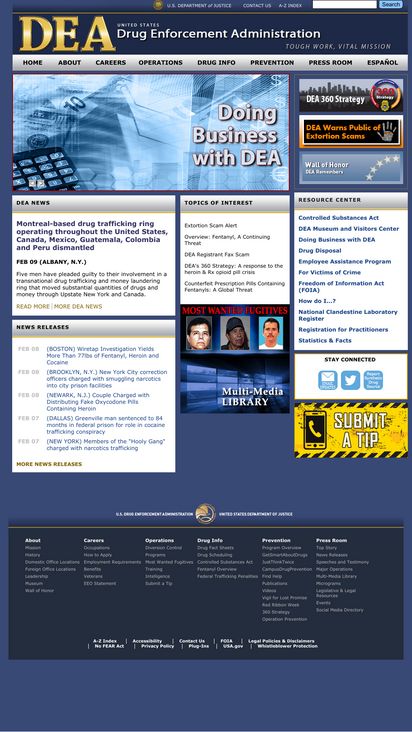 U.S. DEPARTMENT of JUSTICE CONTACT US A-Z INDEX Search
DEA
UNITED STATES
Drug Enforcement Administration
TOUGH WORK, VITAL MISSION
HOME ABOUT CAREERS OPERATIONS DRUG INFO PREVENTION PRESS ROOM ESPAÑOL
Doing
Business
with DEA
DEA 360 Strategy
DEA Warns Public of
Extortion Scams
Wall of Honor
DEA Remembers
DEA NEWS
Montreal-based drug trafficking ring
operating throughout the United States,
Canada, Mexico, Guatemala, Colombia
and Peru dismantled
FEB 09 (ALBANY, N.Y.)
Five men have pleaded guilty to their involvement in a
transnational drug trafficking and money laundering
ring that moved substantial quantities of drugs and
money through Upstate New York and Canada.
READ MORE | MORE DEA NEWS
NEWS RELEASES
FEB 08 (BOSTON) Wiretap Investigation Yields
More Than 77lbs of Fentanyl, Heroin and
Cocaine
FEB 08 (BROOKLYN, N.Y.) New York City correction
officers charged with smuggling narcotics
into city prison facilities
FEB 08 (NEWARK, N.J.) Couple Charged with
Distributing Fake Oxycodone Pills
Containing Heroin
FEB 07 (DALLAS) Greenville man sentenced to 84
months in federal prison for role in cocaine
trafficking conspiracy
FEB 07 (NEW YORK) Members of the "Holly Gang"
charged with narcotics trafficking
MORE NEWS RELEASES
TOPICS OF INTEREST
Extortion Scam Alert
Overview: Fentanyl, A Continuing
Threat
DEA Registrant Fax Scam
DEA's 360 Strategy: A response to the
heroin & Rx opioid pill crisis
Counterfeit Prescription Pills Containing
Fentanyls: A Global Threat
MOST WANTED FUGITIVES
Multi-Media
LIBRARY
RESOURCE CENTER
Controlled Substances Act
DEA Museum and Visitors Center
Doing Business with DEA
Drug Disposal
Employee Assistance Program
For Victims of Crime
Freedom of Information Act
(FOIA)
How do I...?
National Clandestine Laboratory
Register
Registration for Practitioners
Statistics & Facts
STAY CONNECTED
SUBMIT
A TIP
U.S. DRUG ENFORCEMENT ADMINISTRATION UNITED STATES DEPARTMENT OF JUSTICE
About
Mission
History
Domestic Office Locations
Foreign Office Locations
Leadership
Museum
Wall of Honor
Careers
Occupations
How to Apply
Employment Requirements
Benefits
Veterans
EEO Statement
Operations
Diversion Control
Programs
Most Wanted Fugitives
Training
Intelligence
Submit a Tip
Drug Info
Drug Fact Sheets
Drug Scheduling
Controlled Substances Act
Fentanyl Overview
Federal Trafficking Penalties
Prevention
Program Overview
GetSmartAboutDrugs
JustThinkTwice
CampusDrugPrevention
Find Help
Publications
Videos
Vigil for Lost Promise
Red Ribbon Week
360 Strategy
Operation Prevention
Press Room
Top Story
News Releases
Speeches and Testimony
Major Operations
Multi-Media Library
Micrograms
Legislative & Legal
Resources
Events
Social Media Directory
A-Z Index | Accessibility | Contact Us | FOIA | Legal Policies & Disclaimers
| No FEAR Act | Privacy Policy | Plug-Ins | USA.gov | Whistleblower Protection